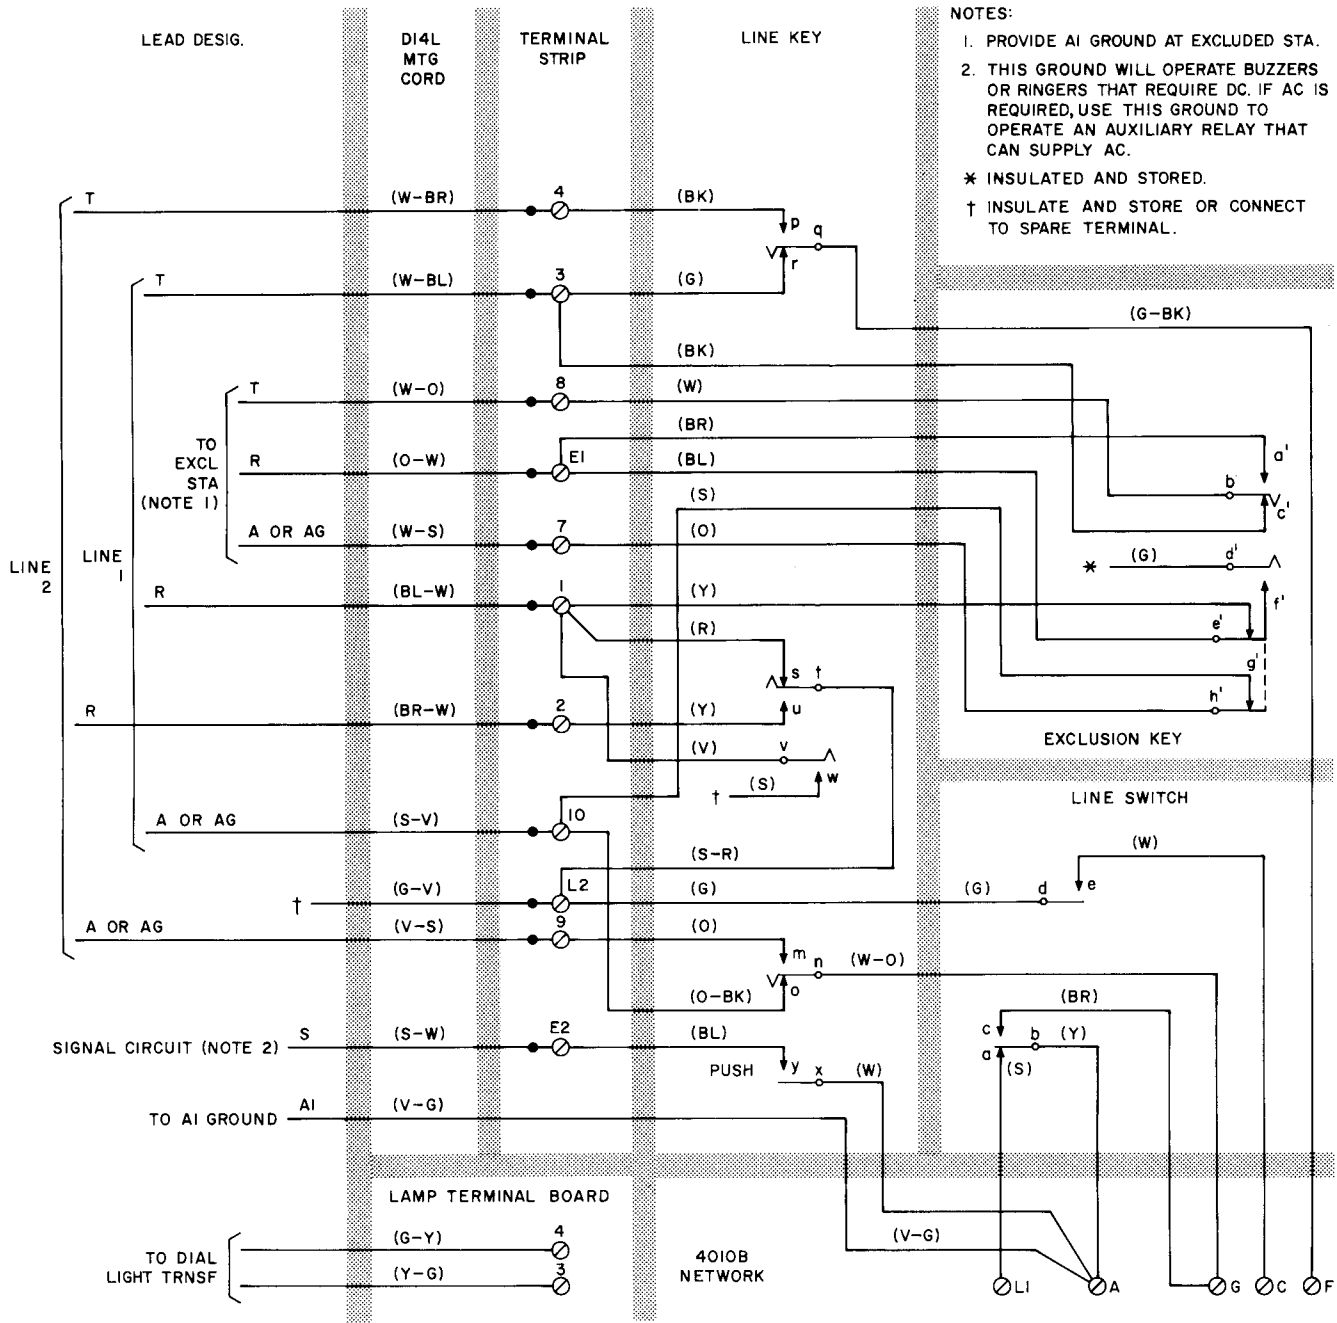 NOTES:
LEAD DESIG.
D14L
MTG
CORD
TERMINAL
STRIP
LINE KEY
1. PROVIDE A1 GROUND AT EXCLUDED STA.
2. THIS GROUND WILL OPERATE BUZZERS
OR RINGERS THAT REQUIRE DC. IF AC IS
REQUIRED, USE THIS GROUND TO
OPERATE AN AUXILIARY RELAY THAT
CAN SUPPLY AC.
* INSULATED AND STORED.
† INSULATE AND STORE OR CONNECT
TO SPARE TERMINAL.
T (W-BR) 4 (BK)
p q
r
T (W-BL) 3 (G)
(G-BK)
(BK)
T (W-O) 8 (W)
(BR)
TO
EXCL
STA
(NOTE 1)
R (O-W) E1 (BL)
a'
b'
c'
(S)
A OR AG (W-S) 7 (O)
LINE
2
LINE
1
* (G) d'
R (BL-W) 1 (Y)
f'
e'
(R)
g'
s t
u
h'
R (BR-W) 2 (Y)
EXCLUSION KEY
(V) v
w
† (S)
LINE SWITCH
A OR AG (S-V) 10
(S-R)
(W)
† (G-V) L2 (G) (G) d e
A OR AG (V-S) 9 (O)
m n (W-O)
o
(O-BK)
(BR)
c b (Y)
a
(S)
SIGNAL CIRCUIT (NOTE 2) S (S-W) E2 (BL)
PUSH y x (W)
TO A1 GROUND A1 (V-G)
LAMP TERMINAL BOARD
TO DIAL
LIGHT TRNSF
(G-Y) 4
(Y-G) 3
(V-G)
4010B
NETWORK
L1 A G C F